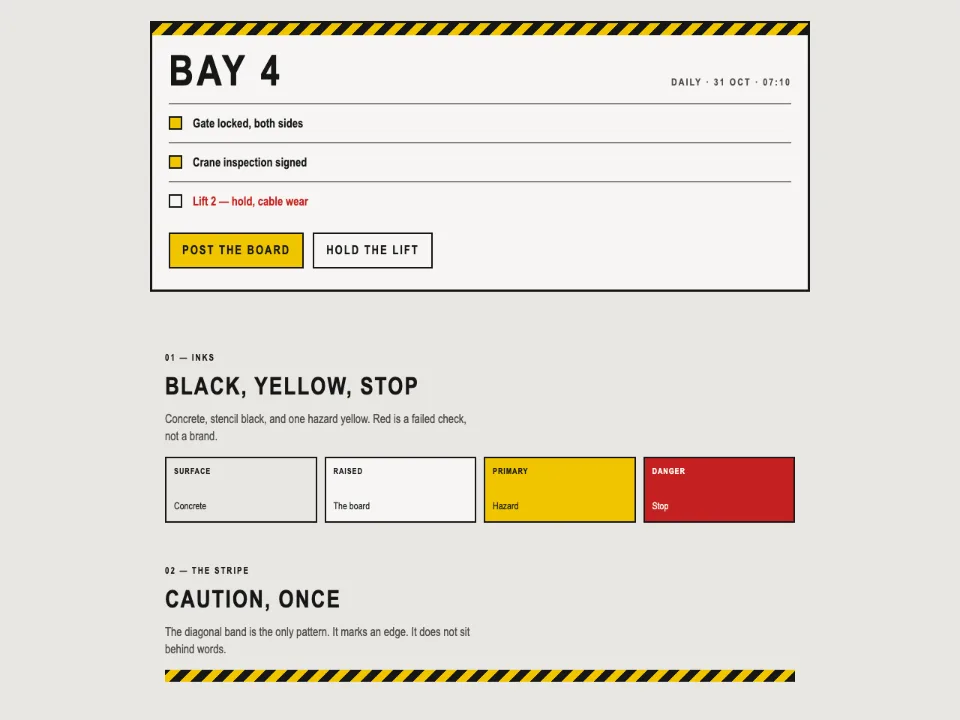 BAY 4
DAILY · 31 OCT · 07:10
Gate locked, both sides
Crane inspection signed
Lift 2 — hold, cable wear
POST THE BOARD
HOLD THE LIFT
01 — INKS
BLACK, YELLOW, STOP
Concrete, stencil black, and one hazard yellow. Red is a failed check,
not a brand.
SURFACE
Concrete
RAISED
The board
PRIMARY
Hazard
DANGER
Stop
02 — THE STRIPE
CAUTION, ONCE
The diagonal band is the only pattern. It marks an edge. It does not sit
behind words.